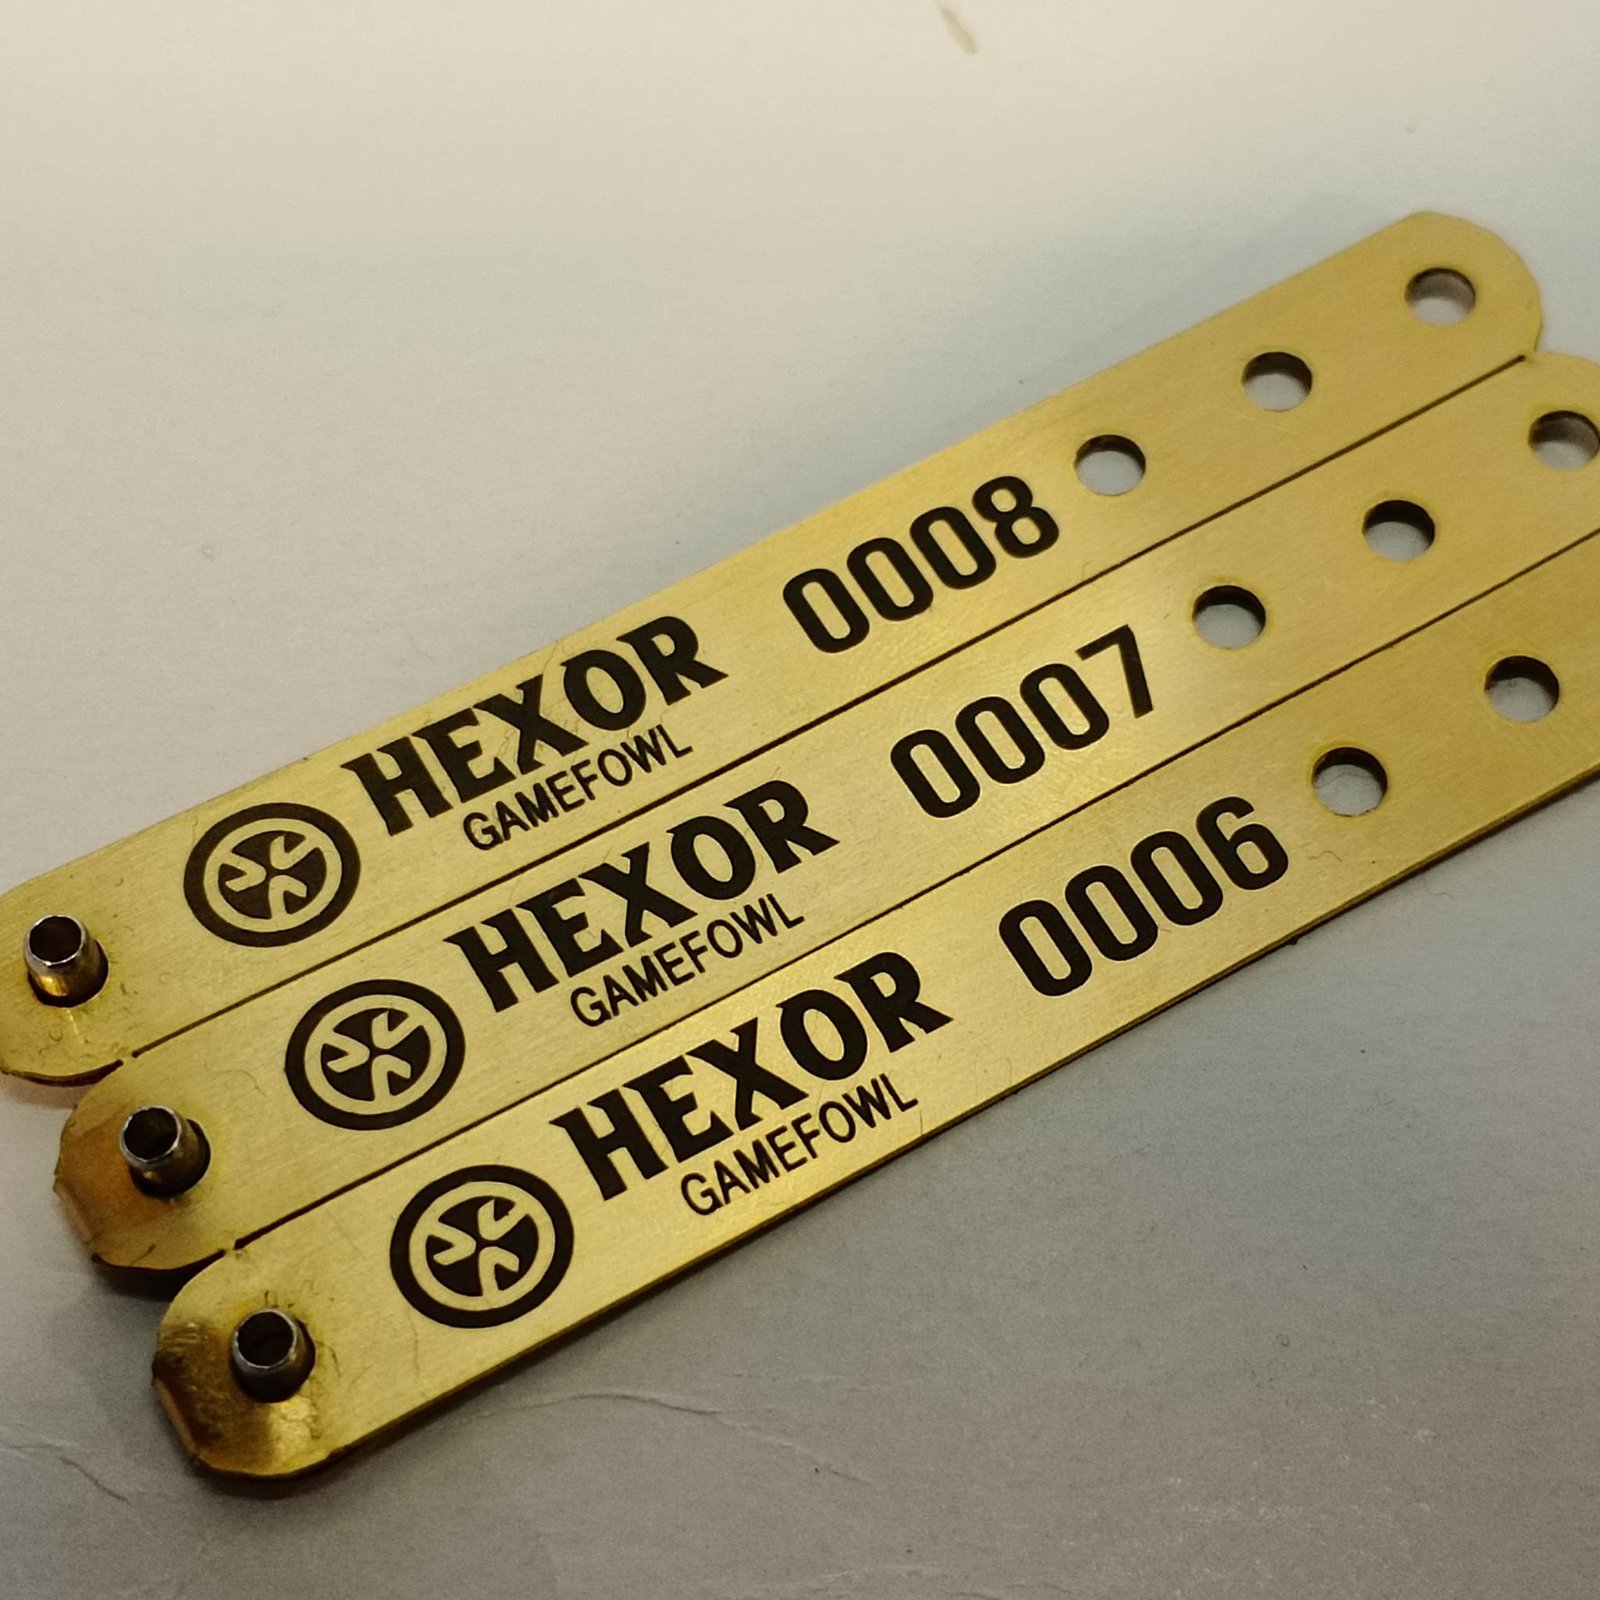 HEXOR 0008
GAMEFOWL
HEXOR 0007
GAMEFOWL
HEXOR 0006
GAMEFOWL